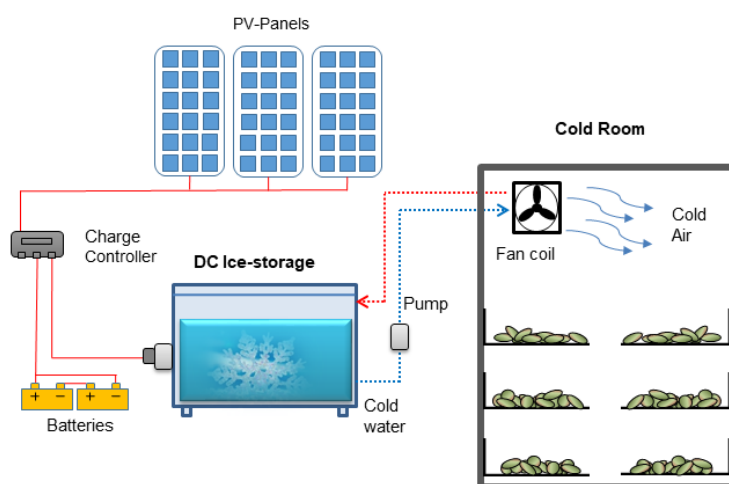 PV-Panels
Cold Room
Charge
Controller
DC Ice-storage
Fan coil
Cold
Air
Pump
+ − + −
Batteries
Cold
water